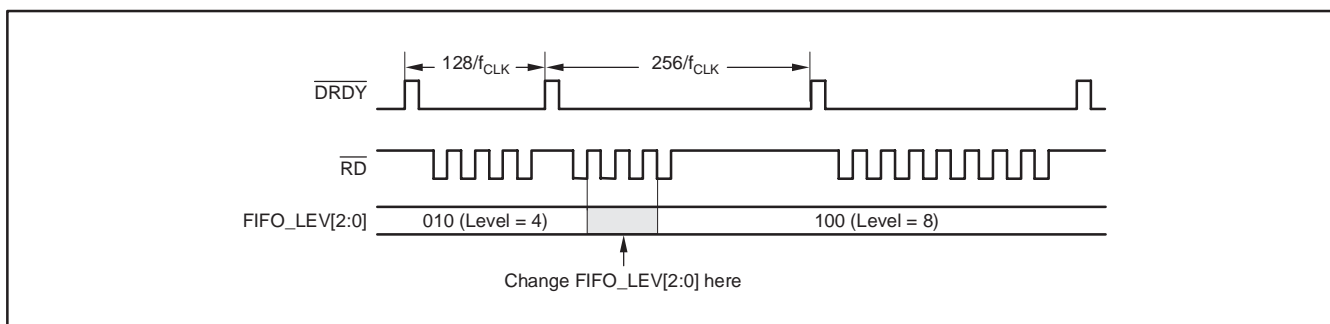 128/fCLK
256/fCLK
DRDY
RD
FIFO_LEV[2:0]
010 (Level = 4)
100 (Level = 8)
Change FIFO_LEV[2:0] here